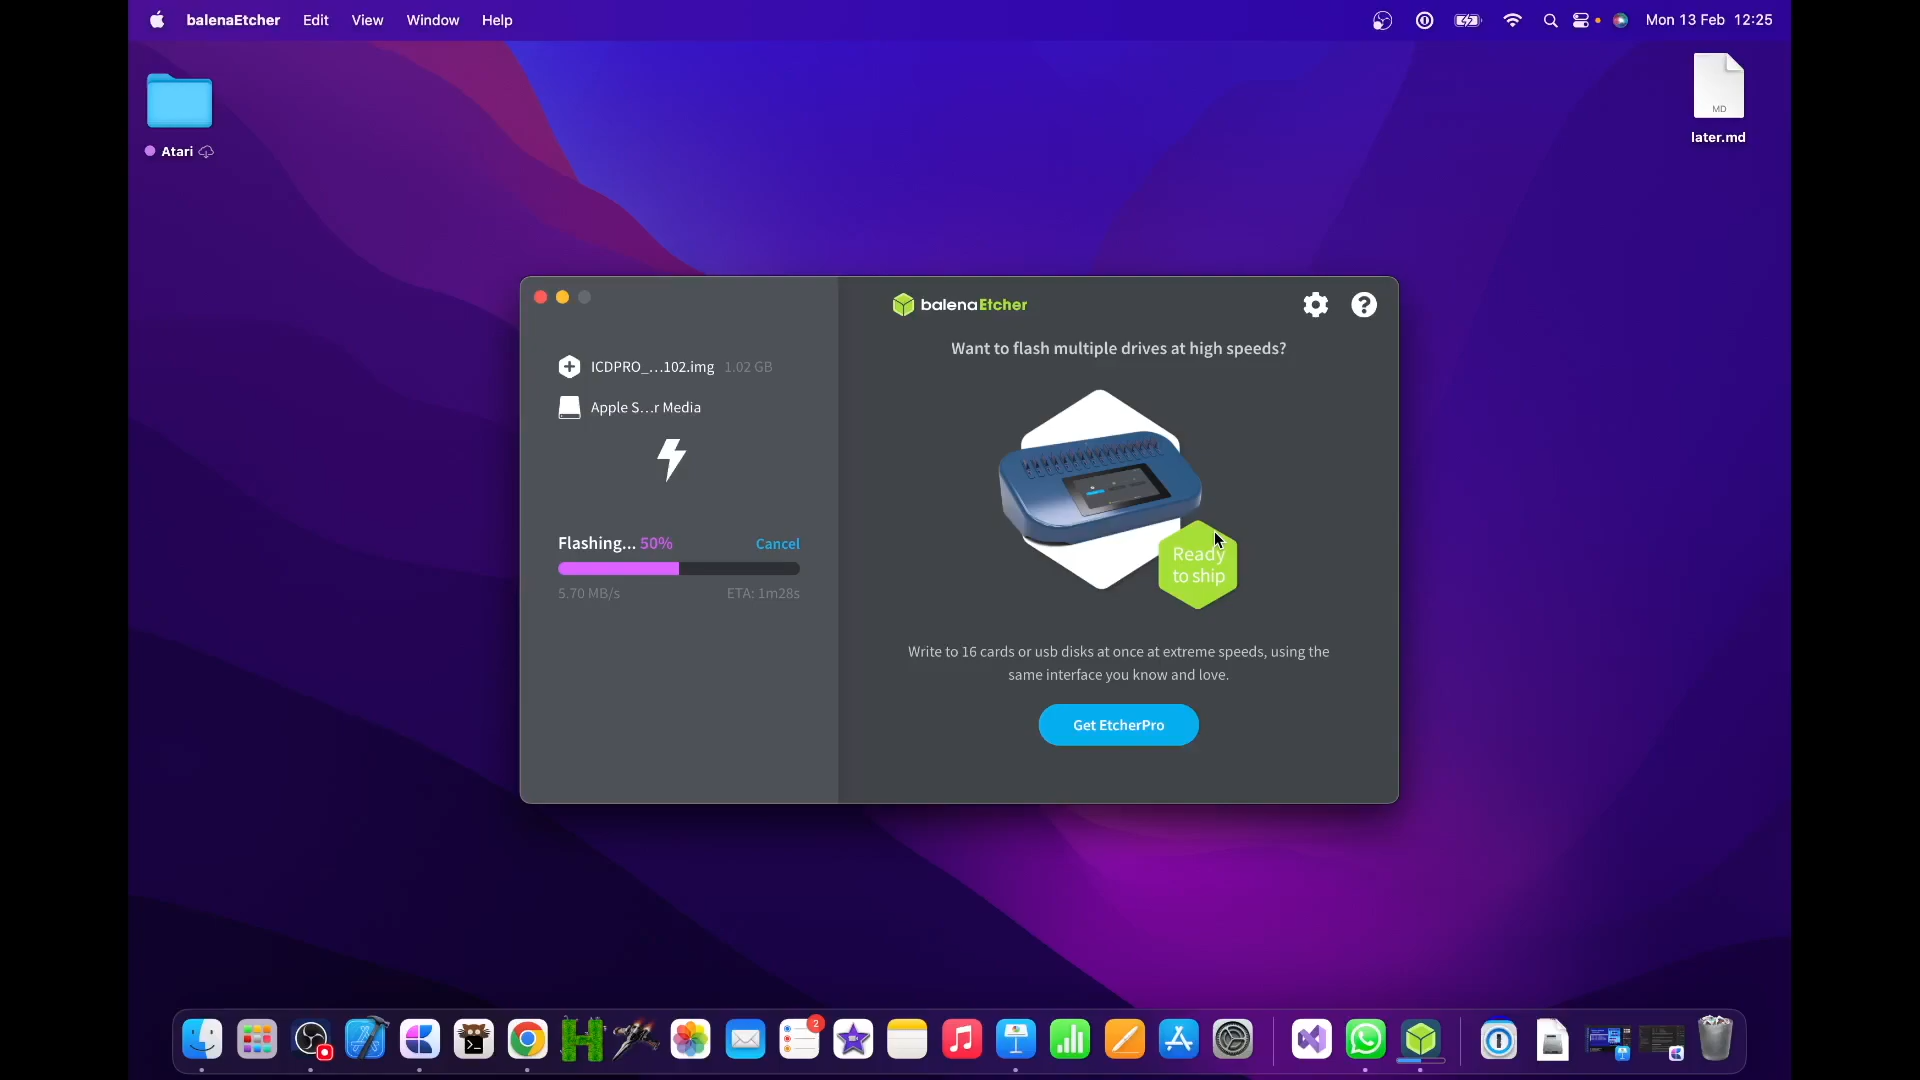 balenaEtcher Edit View Window Help
Mon 13 Feb 12:25
MD
Atari
later.md
balenaEtcher
Want to flash multiple drives at high speeds?
ICDPRO_...102.img 1.02 GB
Apple S...r Media
Flashing... 50% Cancel
5.70 MB/s ETA: 1m28s
Ready
to ship
Write to 16 cards or usb disks at once at extreme speeds, using the
same interface you know and love.
Get EtcherPro
2